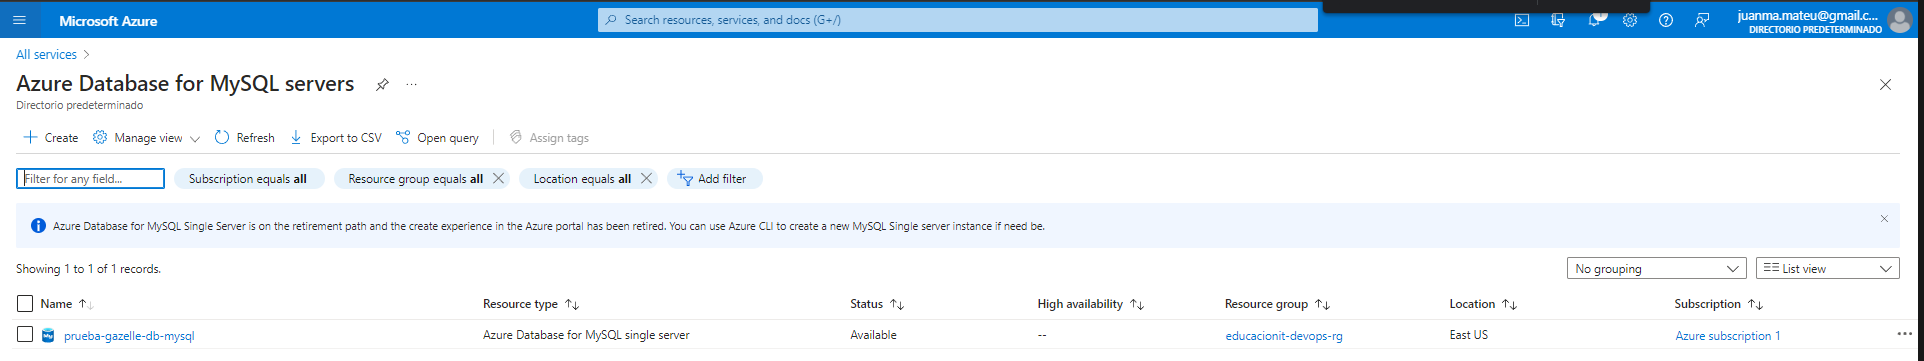 Microsoft Azure
Search resources, services, and docs (G+/)
1
juanma.mateu@gmail.c...
DIRECTORIO PREDETERMINADO
All services
Azure Database for MySQL servers
...
Directorio predeterminado
Create
Manage view
Refresh
Export to CSV
Open query
Assign tags
Filter for any field...
Subscription equals all
Resource group equals all
Location equals all
Add filter
Azure Database for MySQL Single Server is on the retirement path and the create experience in the Azure portal has been retired. You can use Azure CLI to create a new MySQL Single server instance if need be.
Showing 1 to 1 of 1 records.
No grouping
List view
Name
Resource type
Status
High availability
Resource group
Location
Subscription
prueba-gazelle-db-mysql
Azure Database for MySQL single server
Available
--
educacionit-devops-rg
East US
Azure subscription 1
...